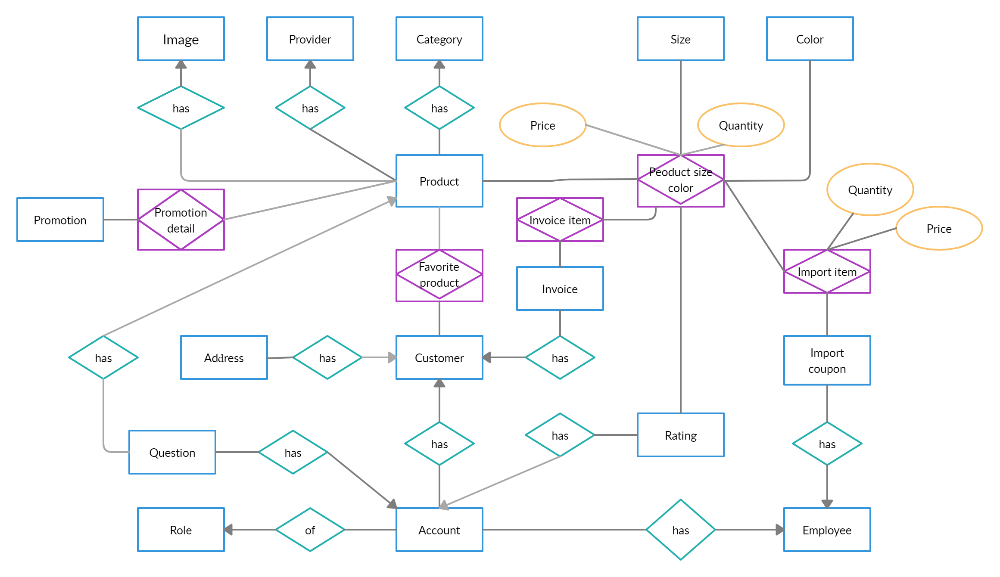 Image
Provider
Category
Size
Color
has
has
has
Price
Quantity
Product
Peoduct size
color
Quantity
Promotion
Promotion
detail
Invoice item
Price
Favorite
product
Invoice
Import item
has
Adđress
has
Customer
has
Import
coupon
Question
has
has
has
Rating
has
Role
of
Account
has
Employee